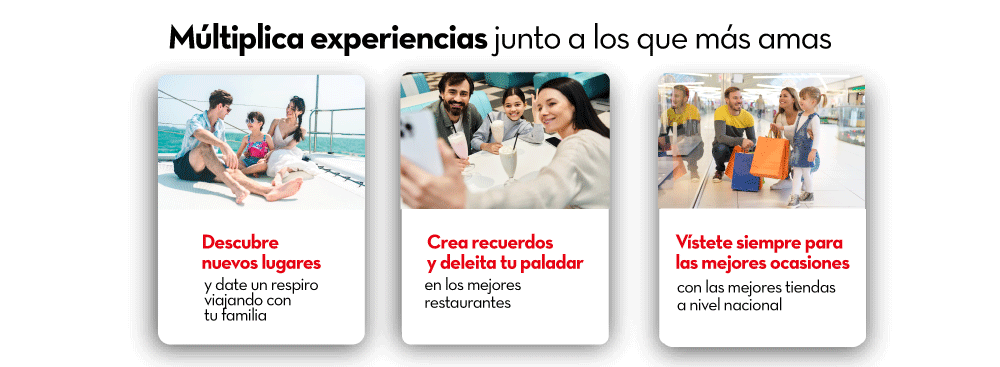 Múltiplica experiencias junto a los que más amas
Descubre
nuevos lugares
y date un respiro
viajando con
tu familia
Crea recuerdos
y deleita tu paladar
en los mejores
restaurantes
Vístete siempre para
las mejores ocasiones
con las mejores tiendas
a nivel nacional